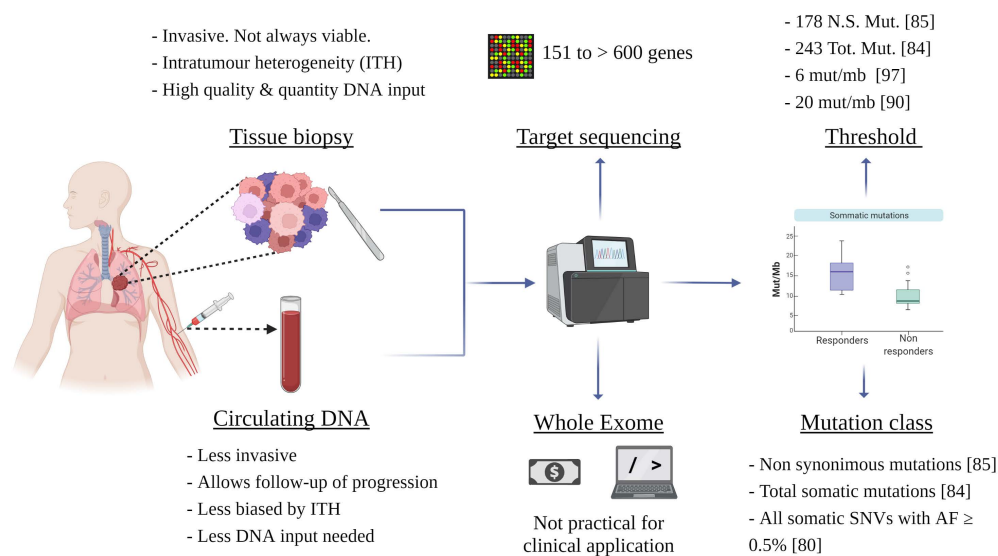 - Invasive. Not always viable.
- Intratumour heterogeneity (ITH)
- High quality & quantity DNA input
Tissue biopsy
151 to > 600 genes
Target sequencing
- 178 N.S. Mut. [85]
- 243 Tot. Mut. [84]
- 6 mut/mb [97]
- 20 mut/mb [90]
Threshold
Sommatic mutations
Mut/Mb
25
20
15
10
5
0
Responders
Non
responders
Circulating DNA
- Less invasive
- Allows follow-up of progression
- Less biased by ITH
- Less DNA input needed
Whole Exome
$
/ >
Not practical for
clinical application
Mutation class
- Non synonimous mutations [85]
- Total somatic mutations [84]
- All somatic SNVs with AF ≥
0.5% [80]